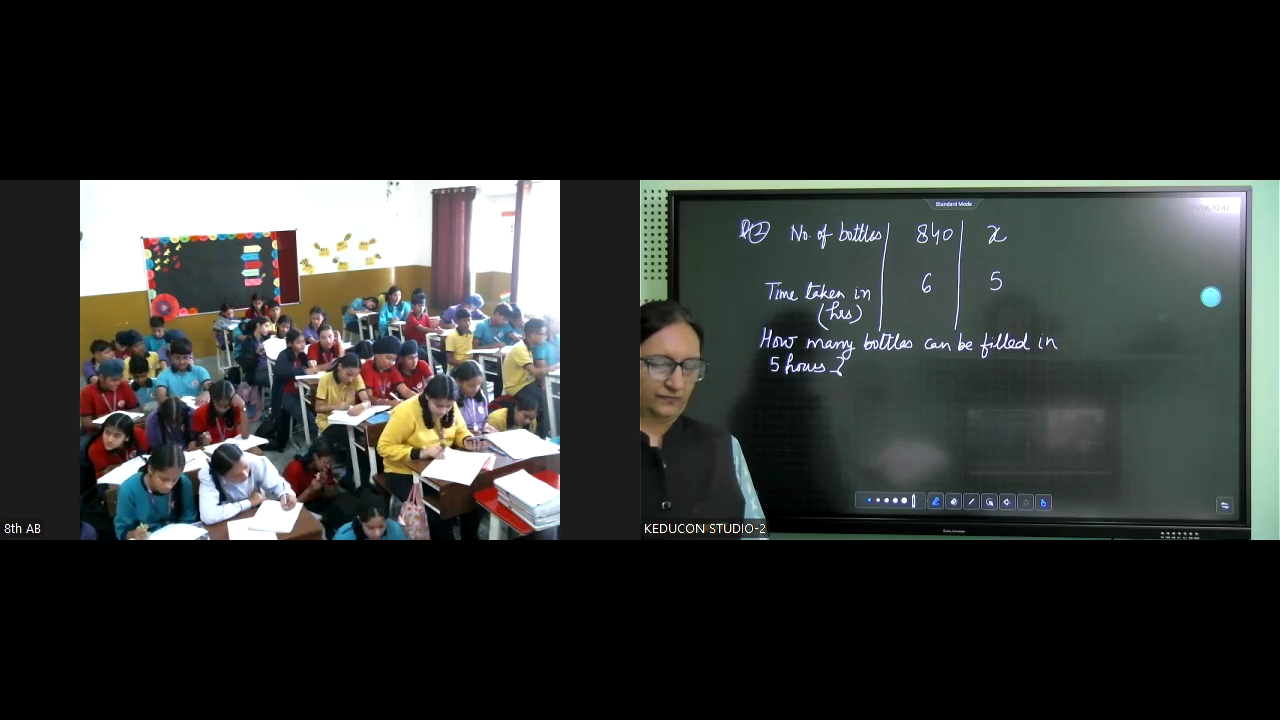 Standard Mode
Q2 No. of bottles 840 x
Time taken in 6 5
(hrs)
How many bottles can be filled in
5 hours ?
8th AB
KEDUCON STUDIO-2